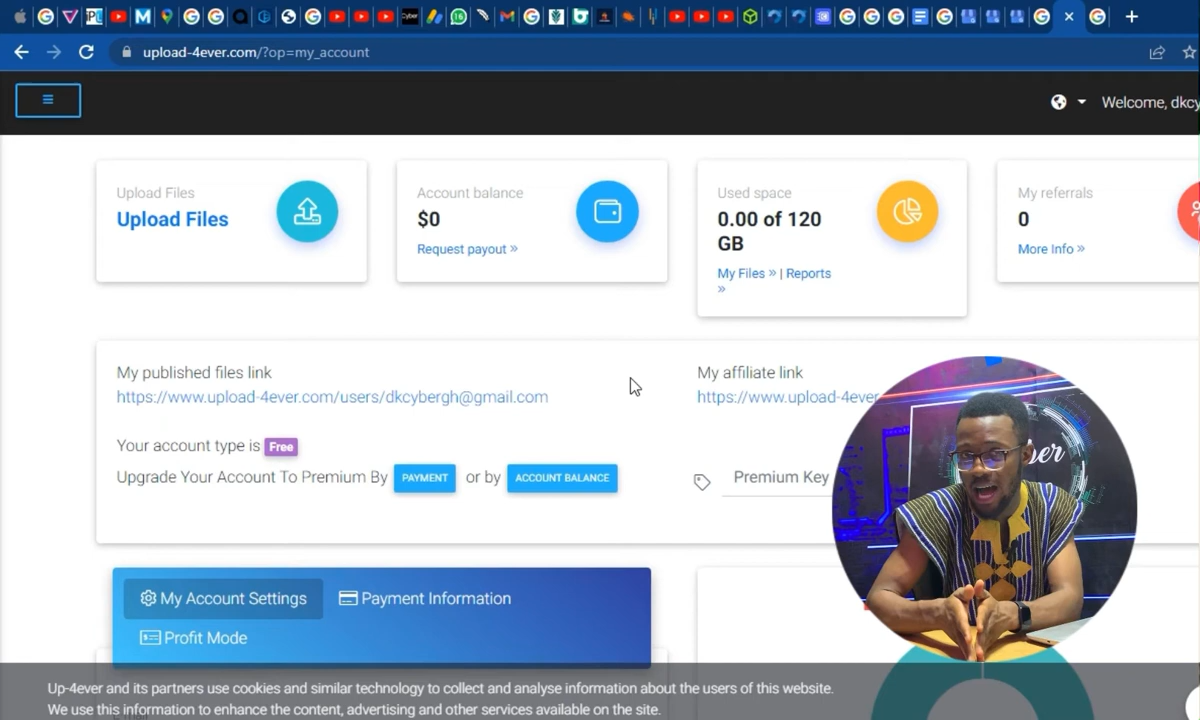 upload-4ever.com/?op=my_account
Welcome, dkcy
Upload Files
Upload Files
Account balance
$0
Request payout »
Used space
0.00 of 120
GB
My Files » | Reports
»
My referrals
0
More Info »
My published files link
https://www.upload-4ever.com/users/dkcybergh@gmail.com
My affiliate link
https://www.upload-4ever
Your account type is Free
Upgrade Your Account To Premium By PAYMENT or by ACCOUNT BALANCE
Premium Key
My Account Settings
Payment Information
Profit Mode
Up-4ever and its partners use cookies and similar technology to collect and analyse information about the users of this website.
We use this information to enhance the content, advertising and other services available on the site.